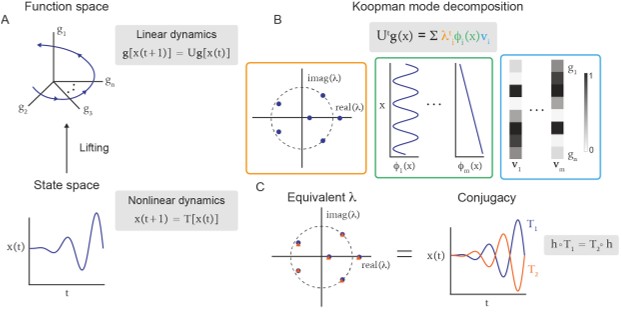 Function space
A
g₁
gₙ
g₂
g₃
Linear dynamics
g[x(t+1) = Ug[x(t)]
Lifting
State space
Nonlinear dynamics
x(t+1) = T[x(t)]
x(t)
t
Koopman mode decomposition
Uᵗg(x) = Σ λᵗᵢϕᵢ(x)vᵢ
B
imag(λ)
real(λ)
x
...
ϕ₁(x)
ϕₘ(x)
g₁
...
gₙ
v₁
vₘ
1
0
C
Equivalent λ
imag(λ)
real(λ)
=
Conjugacy
x(t)
T₁
T₂
t
h∘T₁ = T₂∘h